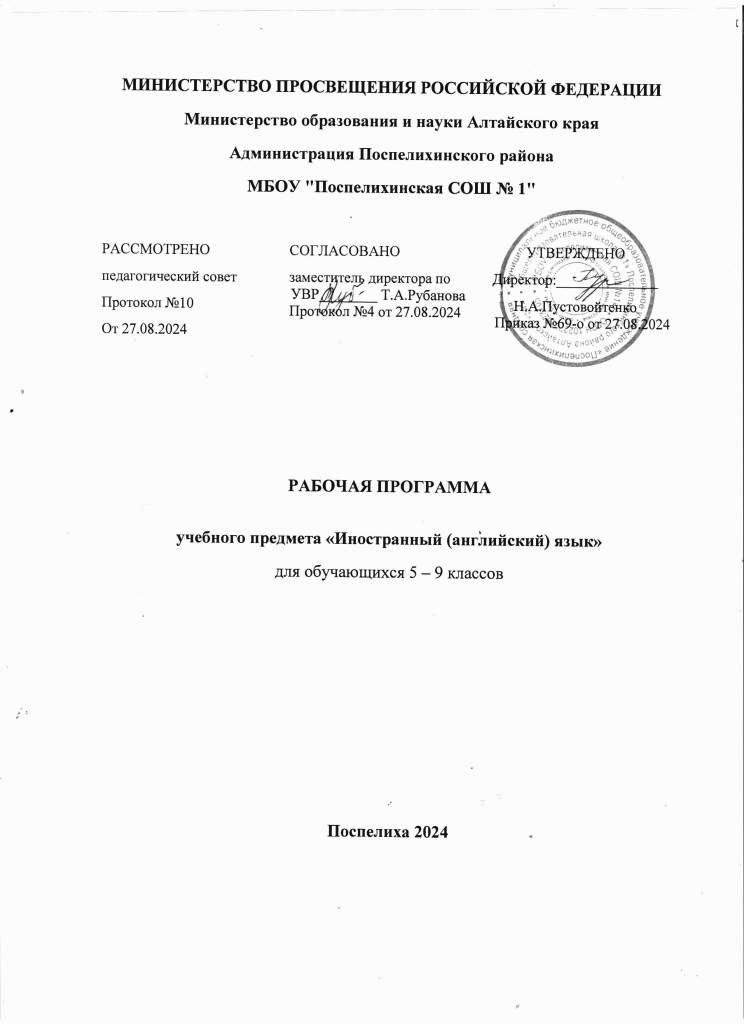 МИНИСТЕРСТВО ПРОСВЕЩЕНИЯ РОССИЙСКОЙ ФЕДЕРАЦИИ
Министерство образования и науки Алтайского края
Администрация Поспелихинского района
МБОУ "Поспелихинская СОШ № 1"
РАССМОТРЕНО
педагогический совет
Протокол №10
От 27.08.2024
СОГЛАСОВАНО
заместитель директора по
УВР ________ Т.А.Рубанова
Протокол №4 от 27.08.2024
УТВЕРЖДЕНО
Директор:______________
Н.А.Пустовойтенко
Приказ №69-о от 27.08.2024
РАБОЧАЯ ПРОГРАММА
учебного предмета «Иностранный (английский) язык»
для обучающихся 5 – 9 классов
Поспелиха 2024